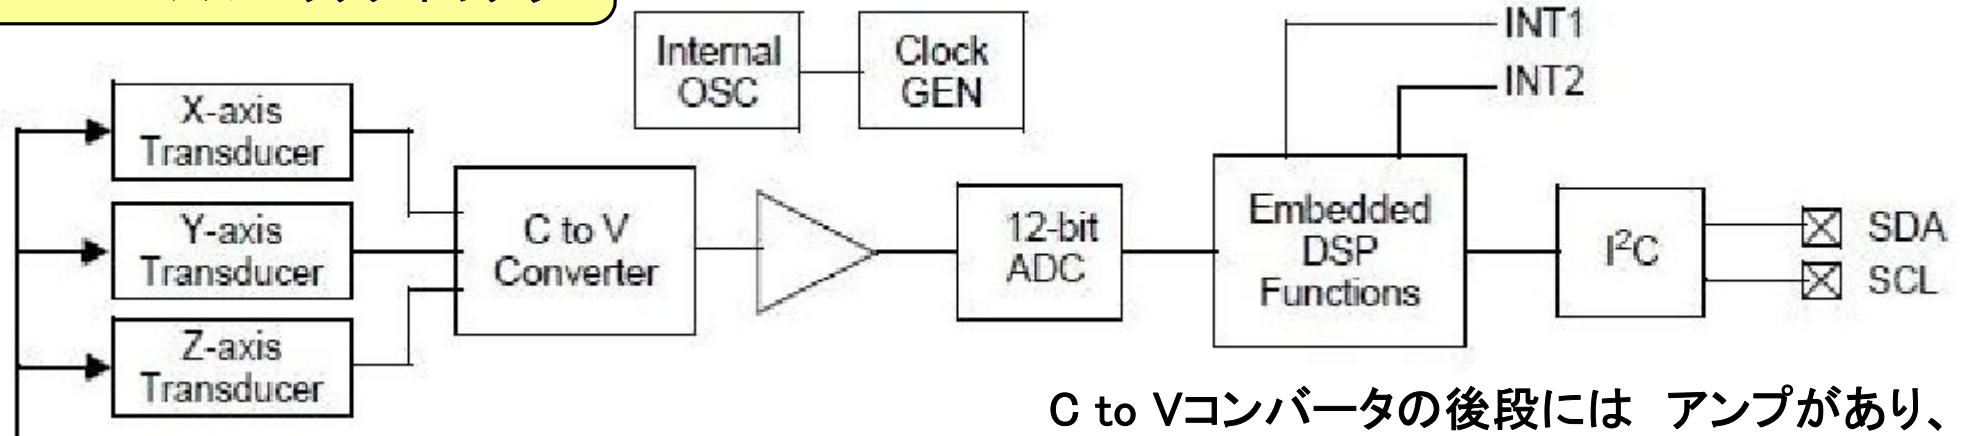 Internal
OSC
Clock
GEN
INT1
INT2
X-axis
Transducer
Y-axis
Transducer
Z-axis
Transducer
C to V
Converter
12-bit
ADC
Embedded
DSP
Functions
I²C
SDA
SCL
C to Vコンバータの後段には アンプがあり、